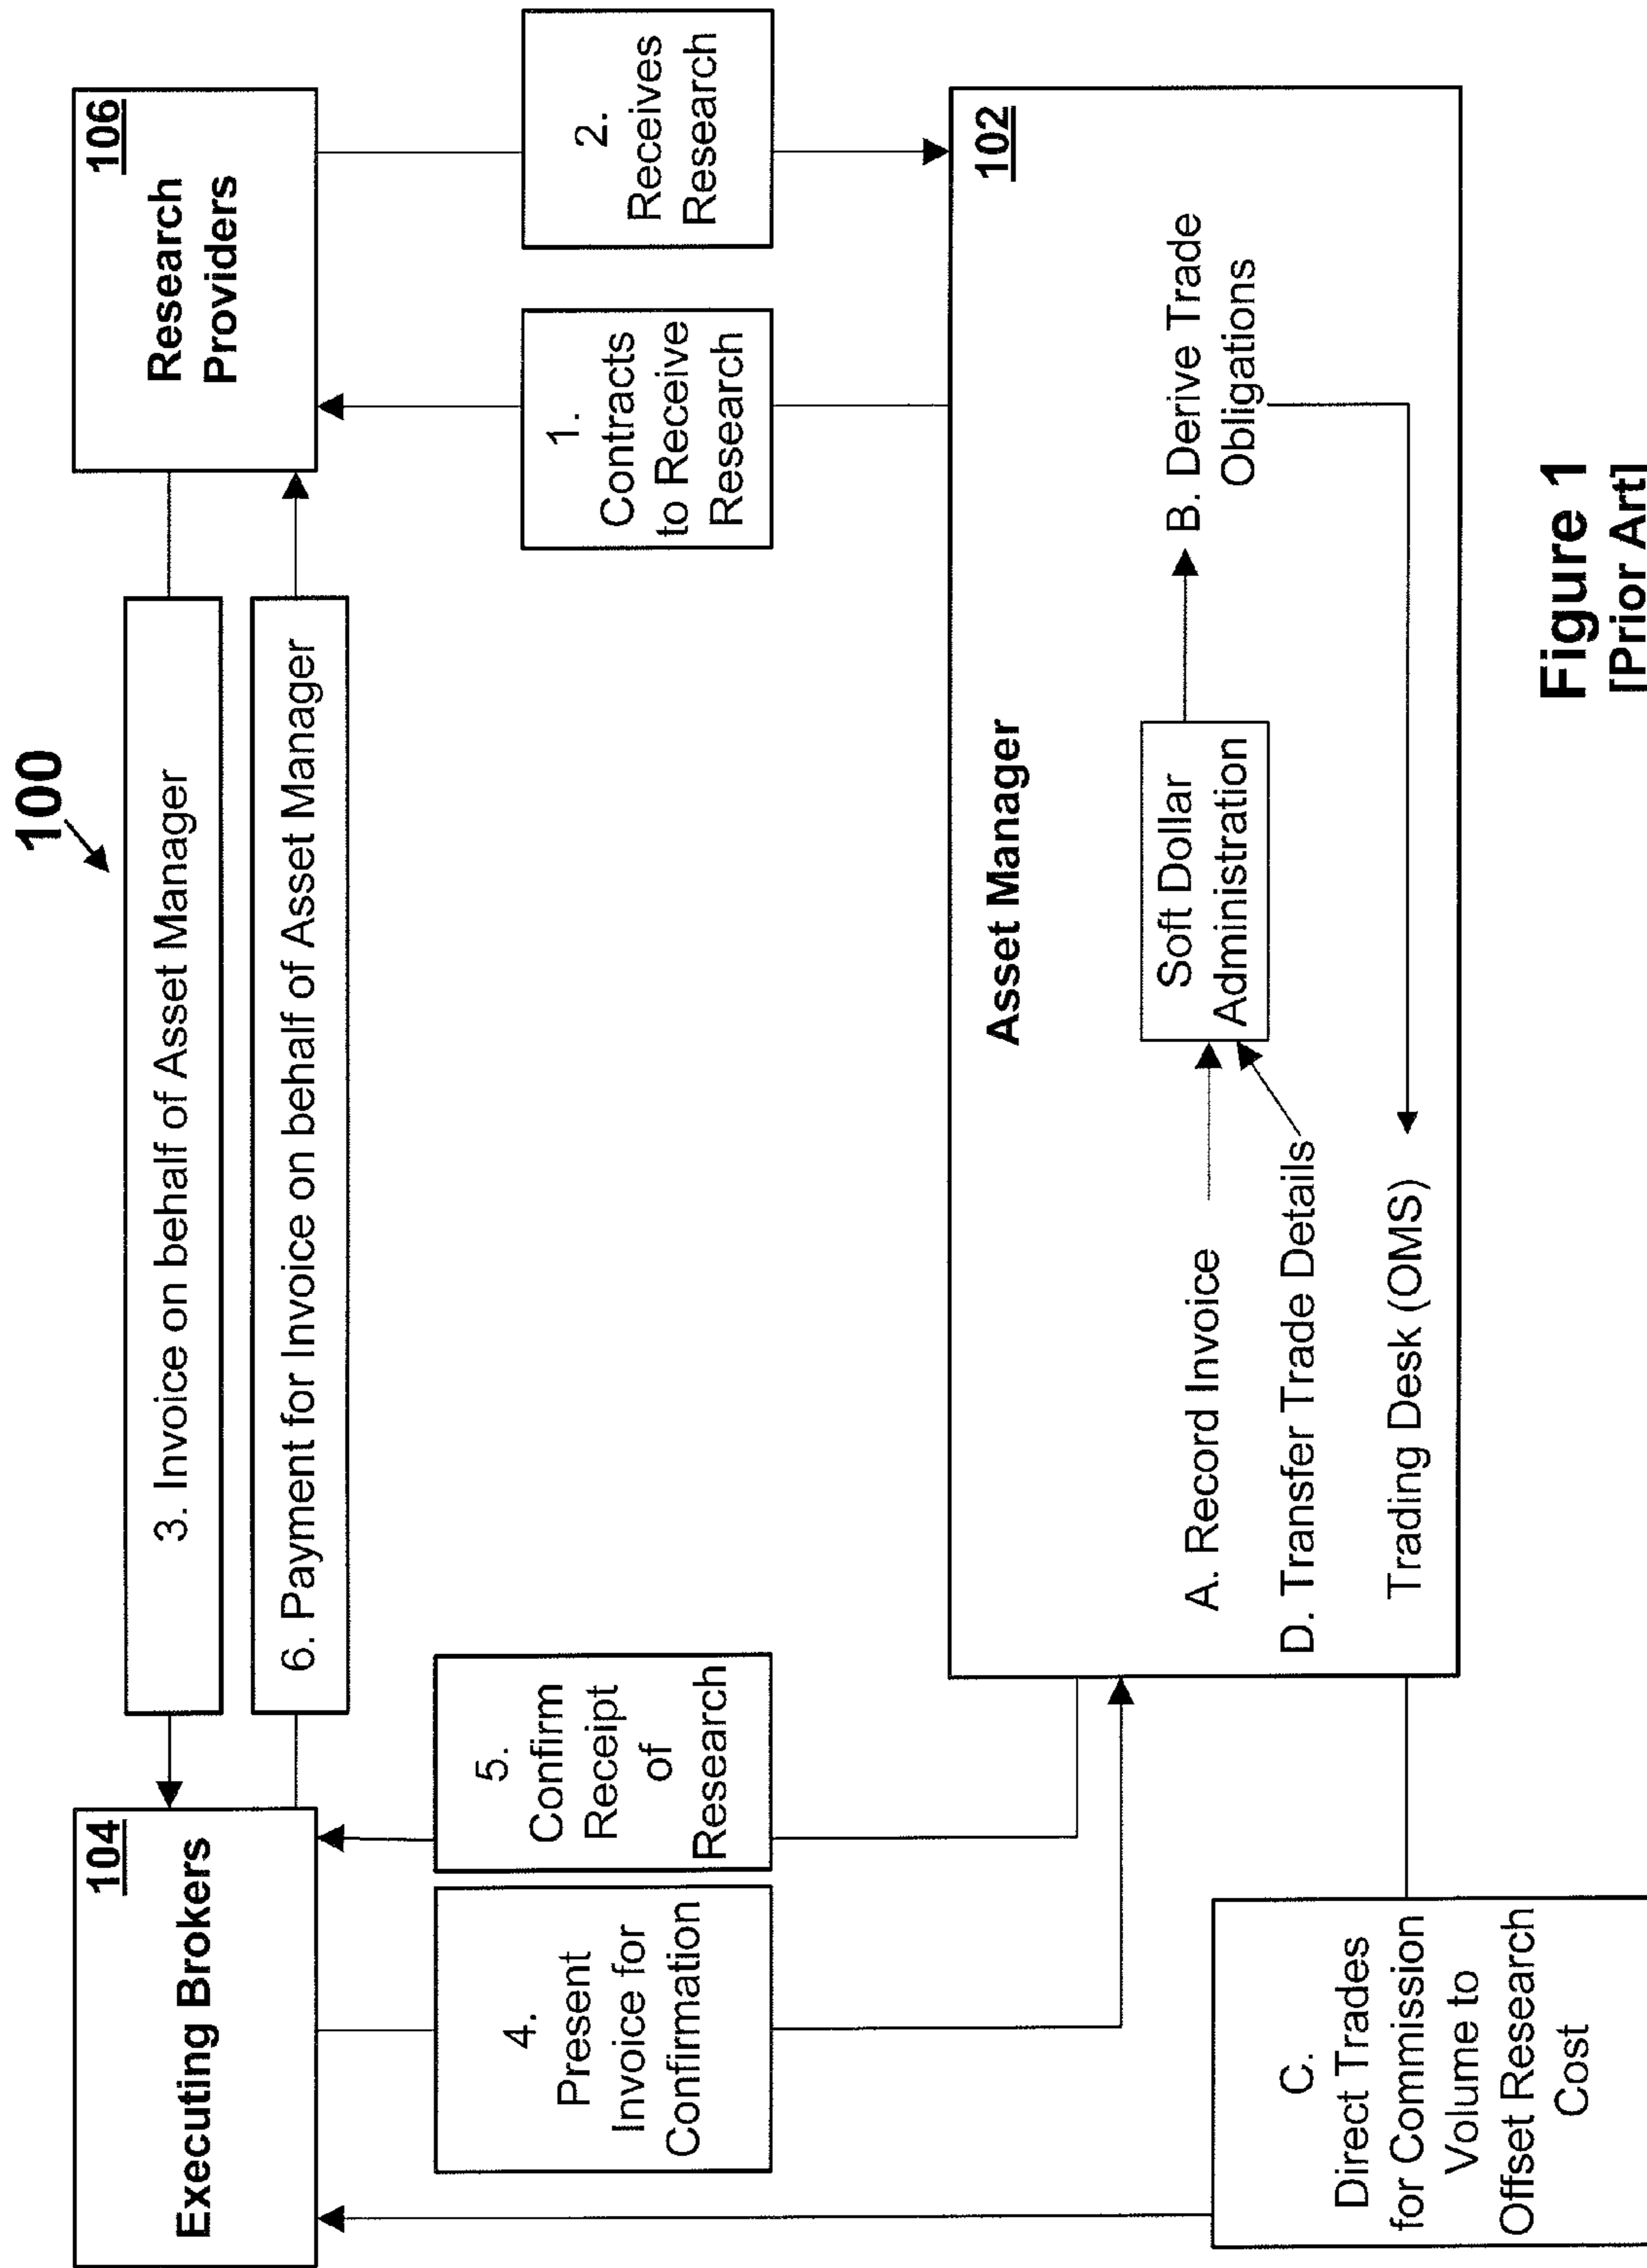 100
104
Executing Brokers
3. Invoice on behalf of Asset Manager
6. Payment for Invoice on behalf of Asset Manager
106
Research
Providers
4.
Present
Invoice for
Confirmation
5.
Confirm
Receipt
of
Research
1.
Contracts
to Receive
Research
2.
Receives
Research
C.
Direct Trades
for Commission
Volume to
Offset Research
Cost
102
Asset Manager
A. Record Invoice
D. Transfer Trade Details
Soft Dollar
Administration
B. Derive Trade
Obligations
Trading Desk (OMS)
Figure 1
[Prior Art]